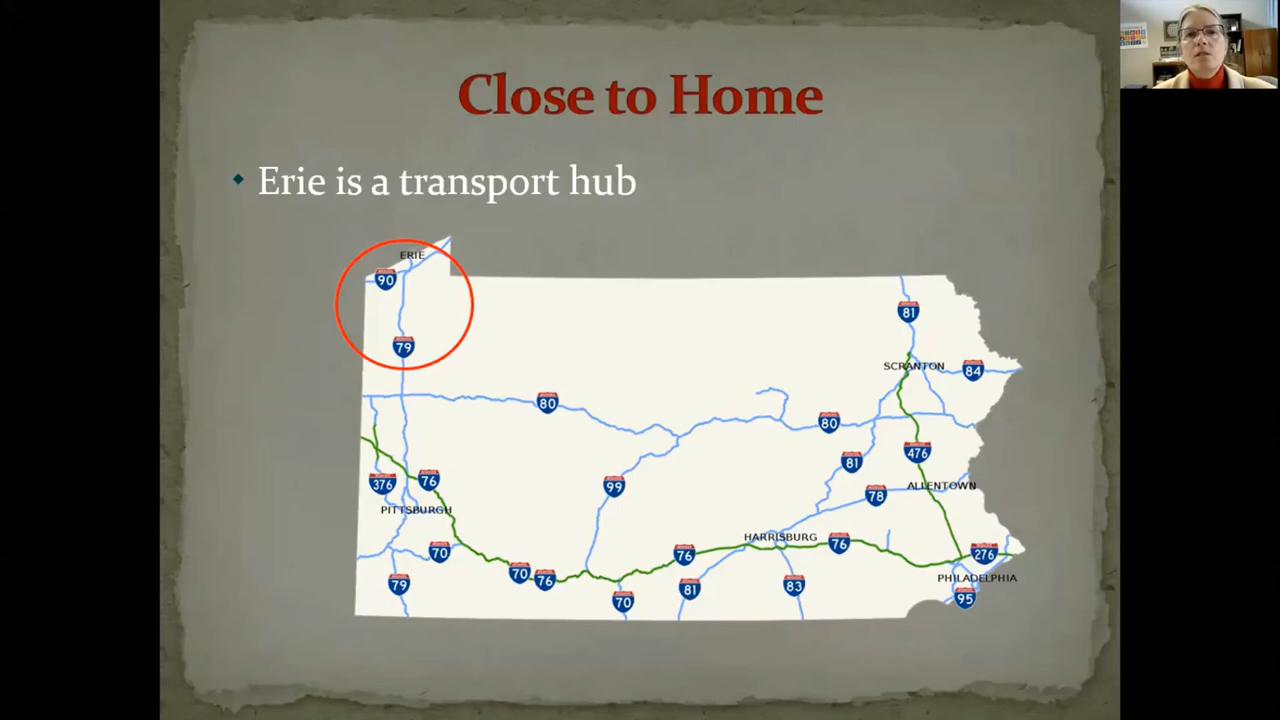 Close to Home
Erie is a transport hub
ERIE
90
81
79
SCRANTON
84
80
80
81
476
376
76
99
78
ALLENTOWN
PITTSBURGH
HARRISBURG
76
70
76
276
79
70
76
PHILADELPHIA
70
81
83
95